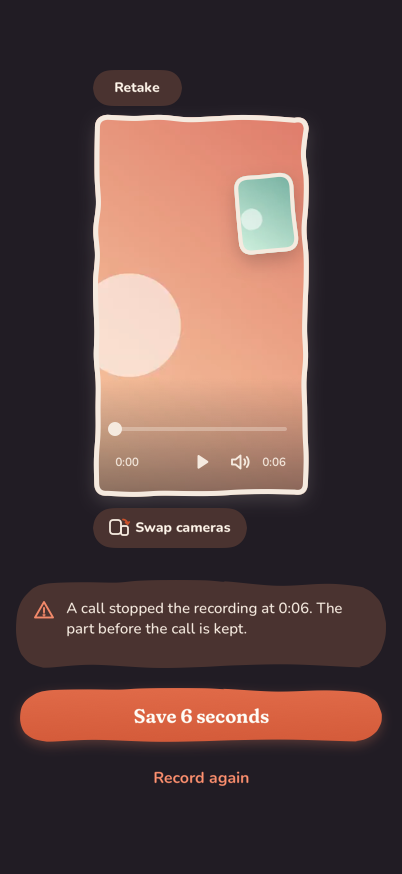 Retake
0:00
0:06
Swap cameras
A call stopped the recording at 0:06. The
part before the call is kept.
Save 6 seconds
Record again